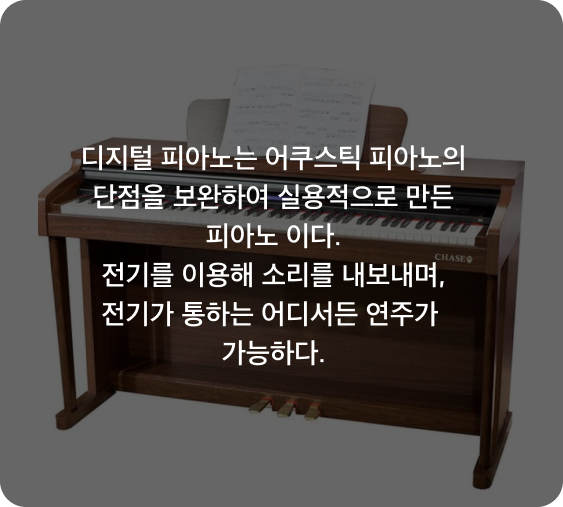 디지털 피아노는 어쿠스틱 피아노의
단점을 보완하여 실용적으로 만든
피아노 이다.
전기를 이용해 소리를 내보내며,
전기가 통하는 어디서든 연주가
가능하다.
CHASE